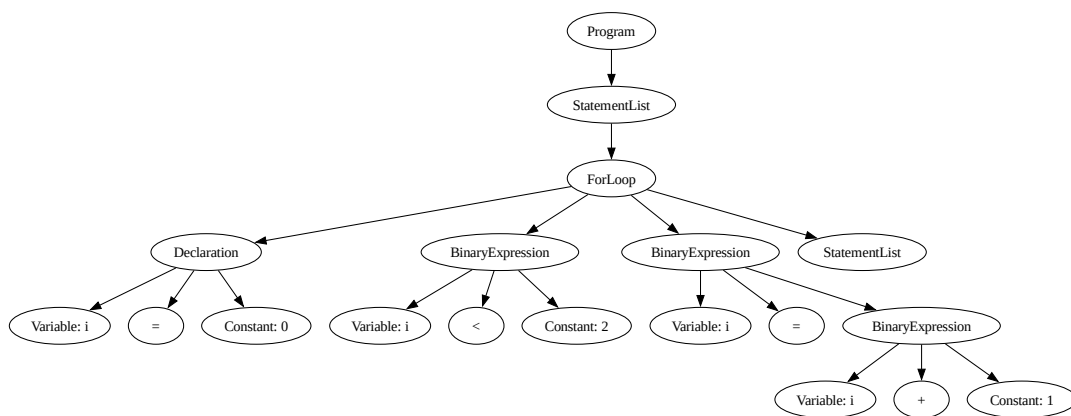 Program
StatementList
ForLoop
Declaration
BinaryExpression
BinaryExpression
StatementList
Variable: i
=
Constant: 0
Variable: i
<
Constant: 2
Variable: i
=
BinaryExpression
Variable: i
+
Constant: 1